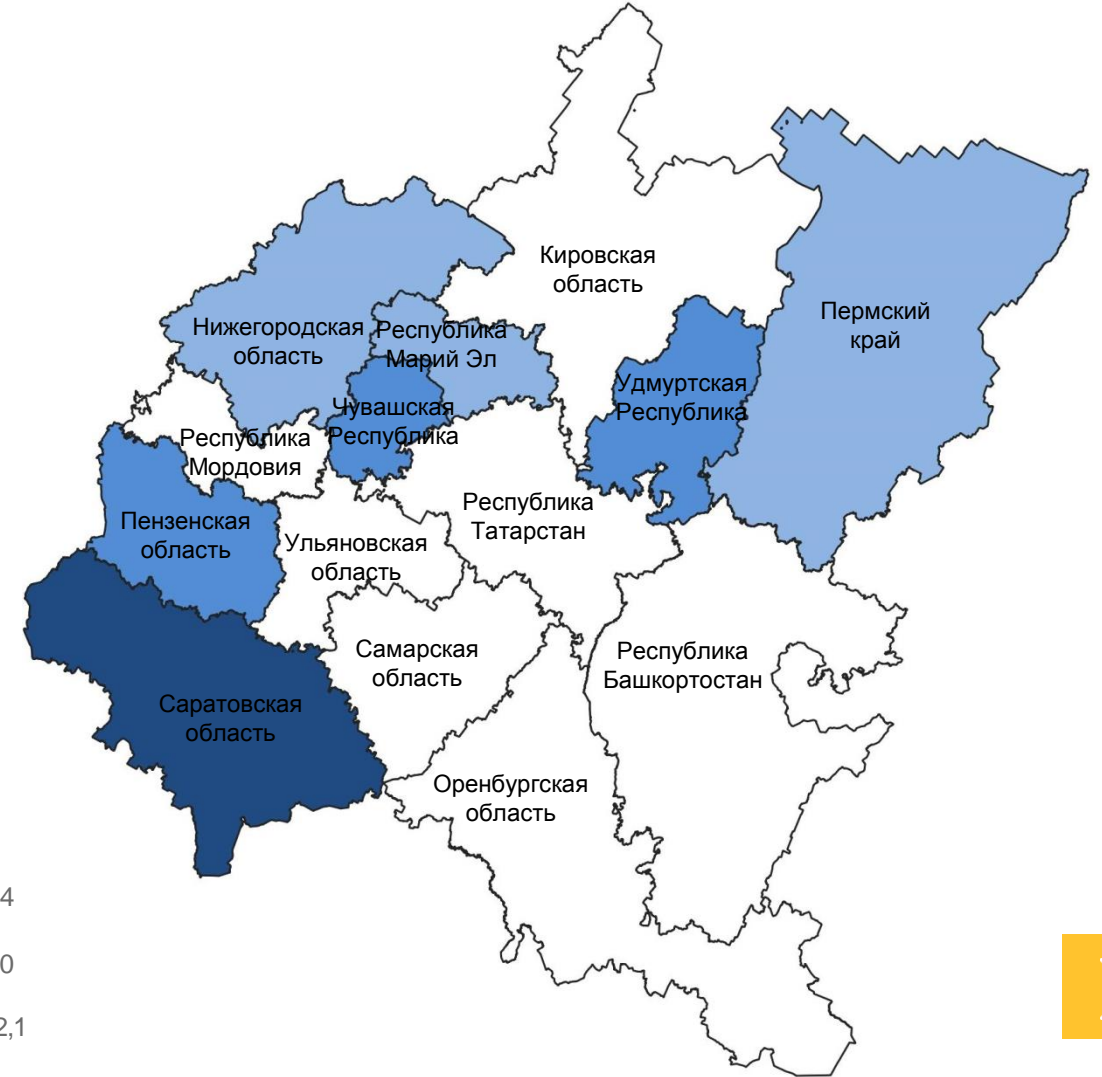 Кировская
область
Пермский
край
Нижегородская
область
Республика
Марий Эл
Удмуртская
Республика
Чувашская
Республика
Республика
Мордовия
Республика
Татарстан
Пензенская
область
Ульяновская
область
Самарская
область
Республика
Башкортостан
Саратовская
область
Оренбургская
область
4
0
2,1